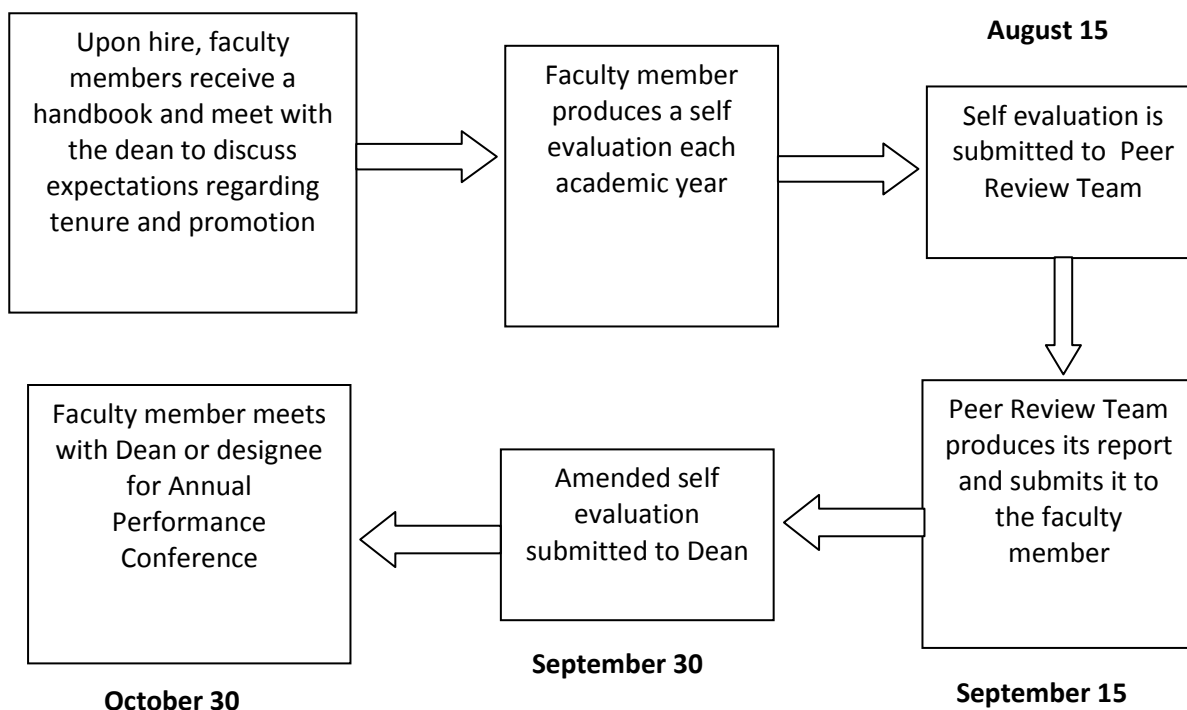 Upon hire, faculty
members receive a
handbook and meet with
the dean to discuss
expectations regarding
tenure and promotion
Faculty member
produces a self
evaluation each
academic year
August 15
Self evaluation is
submitted to Peer
Review Team
Peer Review Team
produces its report
and submits it to
the faculty
member
September 15
Amended self
evaluation
submitted to Dean
September 30
Faculty member meets
with Dean or designee
for Annual
Performance
Conference
October 30